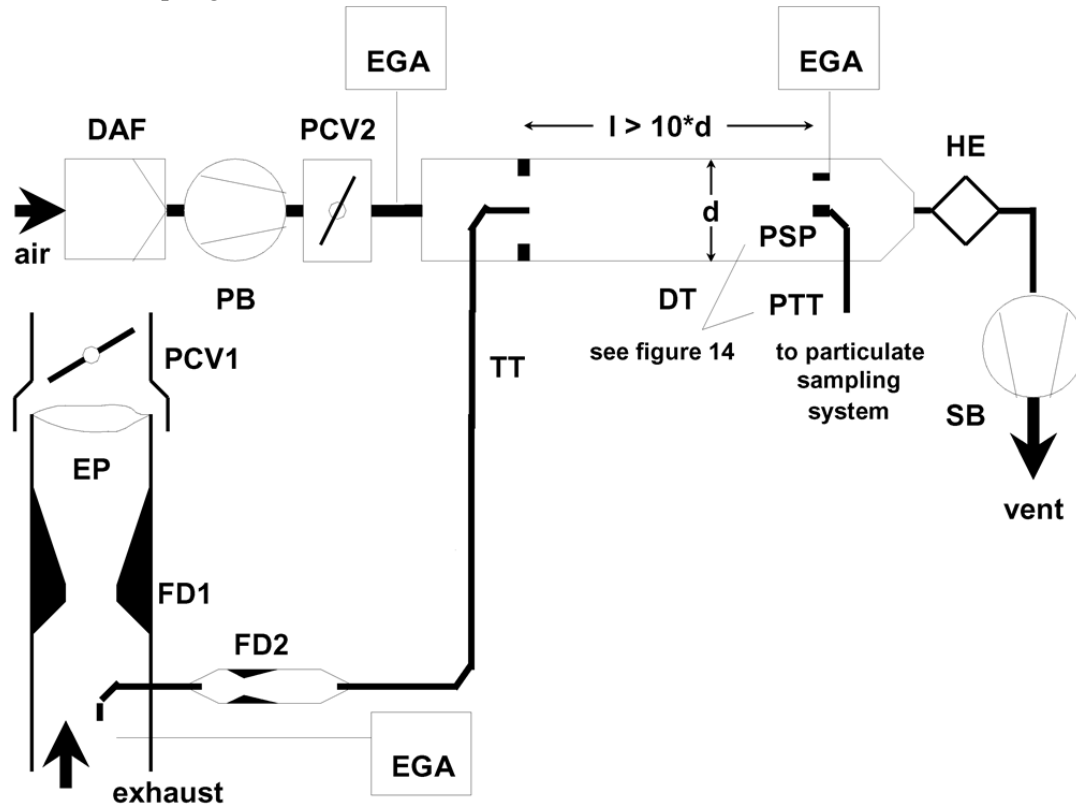 EGA
EGA
DAF
PCV2
l > 10*d
HE
air
d
PSP
PB
DT
PTT
PCV1
see figure 14
to particulate
sampling
system
TT
SB
EP
vent
FD1
FD2
EGA
exhaust